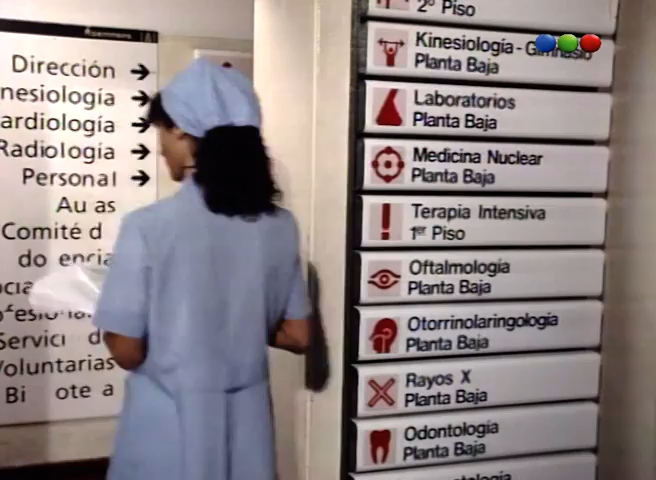 Dirección
nesiología
ardiología
Radiología
Personal
Au as
Comité d
do encia
Servici d
Voluntarias
Bi ote a
2º Piso
Kinesiología - G
Planta Baja
Laboratorios
Planta Baja
Medicina Nuclear
Planta Baja
Terapia Intensiva
1er Piso
Oftalmología
Planta Baja
Otorrinolaringología
Planta Baja
Rayos X
Planta Baja
Odontología
Planta Baja